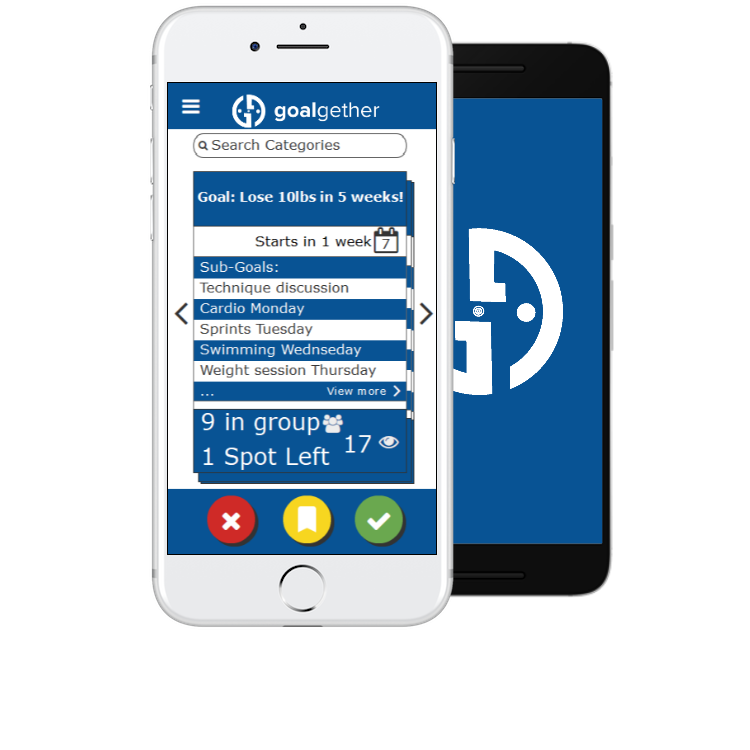 goalgether
Search Categories
Goal: Lose 10lbs in 5 weeks!
Starts in 1 week
7
Sub-Goals:
Technique discussion
Cardio Monday
Sprints Tuesday
Swimming Wednseday
Weight session Thursday
... View more
9 in group
17
1 Spot Left